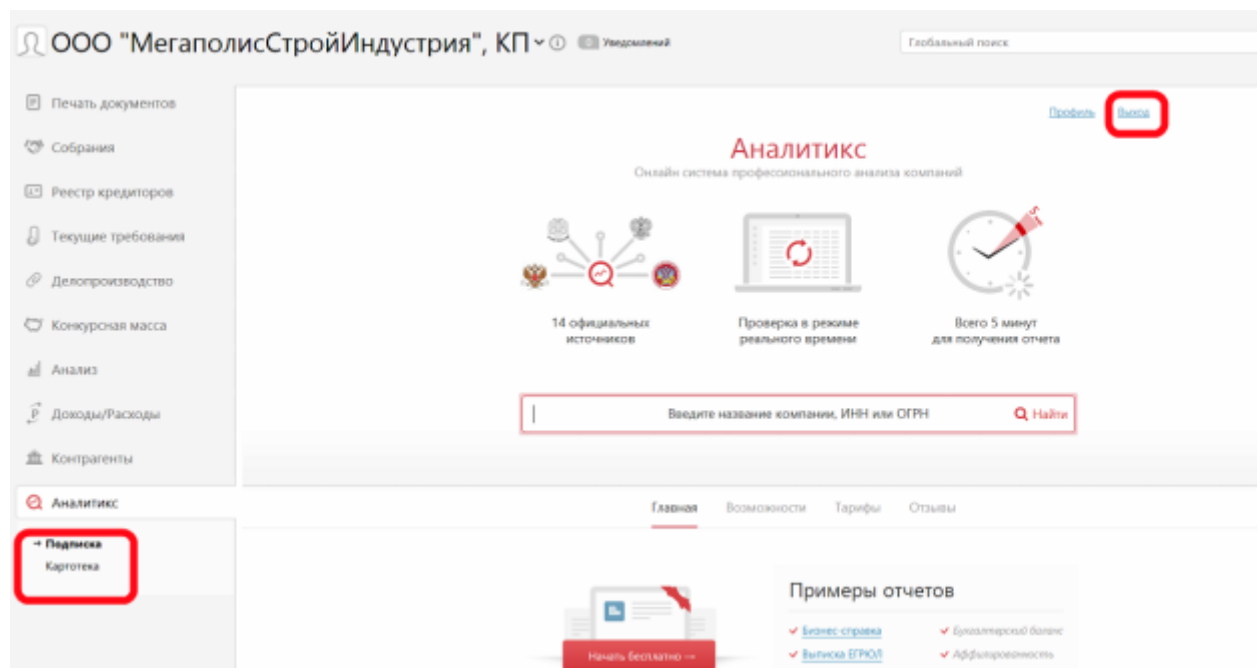 ООО "МегаполисСтройИндустрия", КП
Уведомлений
Глобальный поиск
Печать документов
Собрания
Реестр кредиторов
Текущие требования
Делопроизводство
Конкурсная масса
Анализ
Доходы/Расходы
Контрагенты
Аналитикс
→ Подписка
Картотека
Профиль Выход
Аналитикс
Онлайн система профессионального анализа компаний
14 официальных
источников
Проверка в режиме
реального времени
5 м
Всего 5 минут
для получения отчета
Введите название компании, ИНН или ОГРН Найти
Главная Возможности Тарифы Отзывы
Начать бесплатно →
Примеры отчетов
Бизнес-справка Бухгалтерский баланс
Выписка ЕГРЮЛ Аффилированность